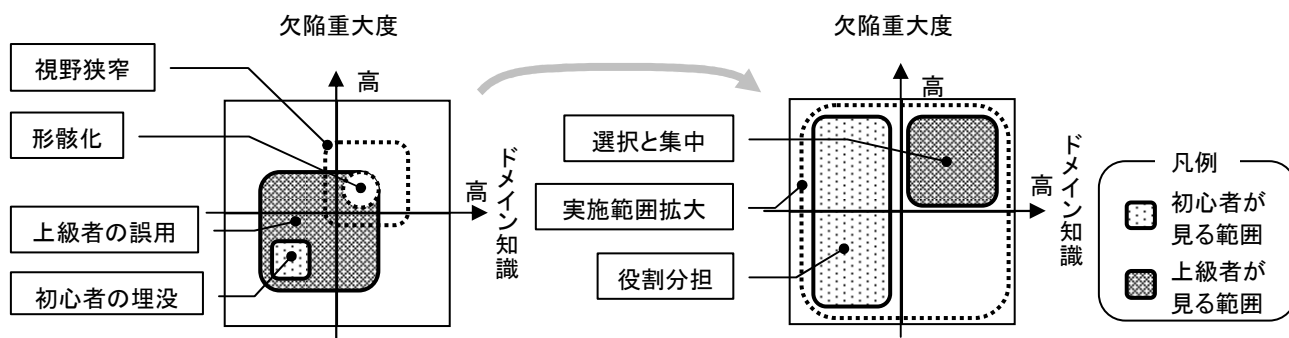 欠陥重大度
高
視野狭窄
形骸化
上級者の誤用
初心者の埋没
高
ドメイン知識
欠陥重大度
高
選択と集中
実施範囲拡大
役割分担
高
ドメイン知識
凡例
初心者が
見る範囲
上級者が
見る範囲